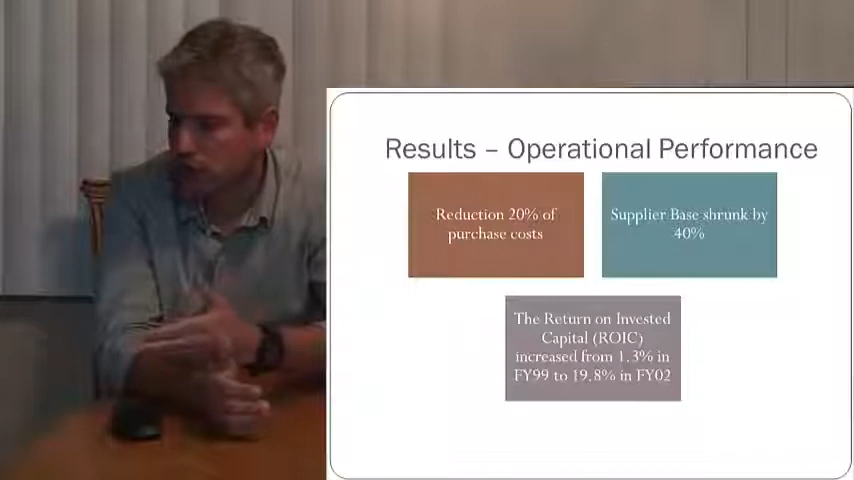 Results – Operational Performance
Reduction 20% of
purchase costs
Supplier Base shrunk by
40%
The Return on Invested
Capital (ROIC)
increased from 1.3% in
FY99 to 19.8% in FY02